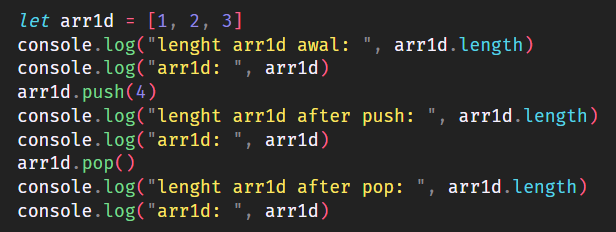 let arr1d = [1, 2, 3]
console.log("lenght arr1d awal: ", arr1d.length)
console.log("arr1d: ", arr1d)
arr1d.push(4)
console.log("lenght arr1d after push: ", arr1d.length)
console.log("arr1d: ", arr1d)
arr1d.pop()
console.log("lenght arr1d after pop: ", arr1d.length)
console.log("arr1d: ", arr1d)